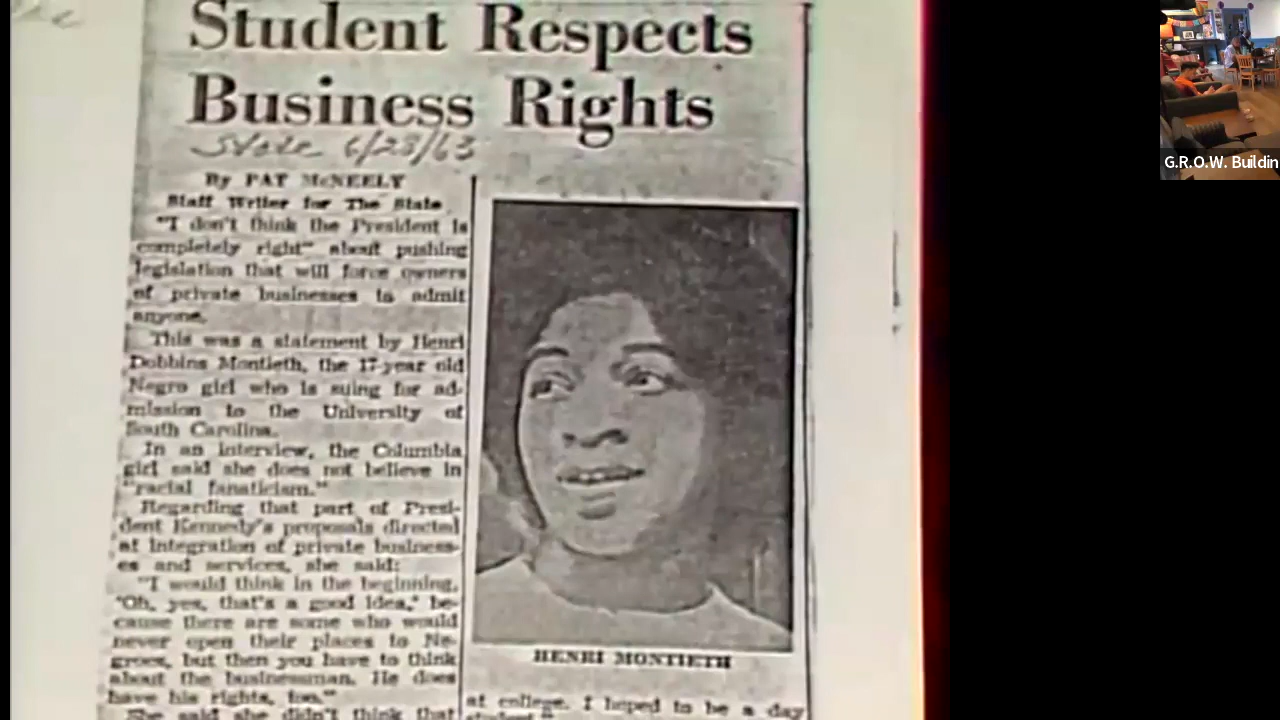 Student Respects
Business Rights
State 6/28/63
By PAT McNEELY
Staff Writer for The State
"I don't think the President is
completely right" about pushing
legislation that will force owners
of private businesses to admit
anyone.
This was a statement by Henri
Dobbins Montieth, the 17-year old
Negro girl who is suing for ad-
mission to the University of
South Carolina.
In an interview, the Columbia
girl said she does not believe in
"racial fanaticism."
Regarding that part of Presi-
dent Kennedy's proposals directed
at integration of private business-
es and services, she said:
"I would think in the beginning,
'Oh, yes, that's a good idea,' be-
cause there are some who would
never open their places to Ne-
groes, but then you have to think
about the businessman. He does
have his rights, too."
She said she didn't think that
HENRI MONTIETH
at college. I hoped to be a day
student."
G.R.O.W. Buildin